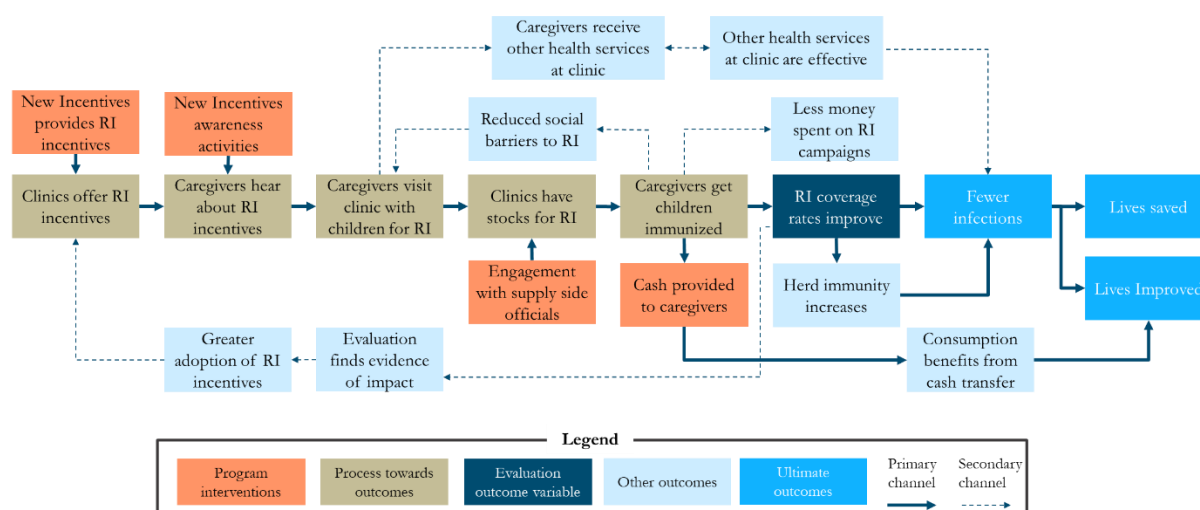 Caregivers receive
other health services
at clinic
Other health services
at clinic are effective
New Incentives
provides RI
incentives
New Incentives
awareness
activities
Reduced social
barriers to RI
Less money
spent on RI
campaigns
Clinics offer RI
incentives
Caregivers hear
about RI
incentives
Caregivers visit
clinic with
children for RI
Clinics have
stocks for RI
Caregivers get
children
immunized
RI coverage
rates improve
Fewer
infections
Lives saved
Engagement
with supply side
officials
Cash provided
to caregivers
Herd immunity
increases
Lives Improved
Greater
adoption of RI
incentives
Evaluation
finds evidence
of impact
Consumption
benefits from
cash transfer
Legend
Program
interventions
Process towards
outcomes
Evaluation
outcome variable
Other outcomes
Ultimate
outcomes
Primary
channel
Secondary
channel